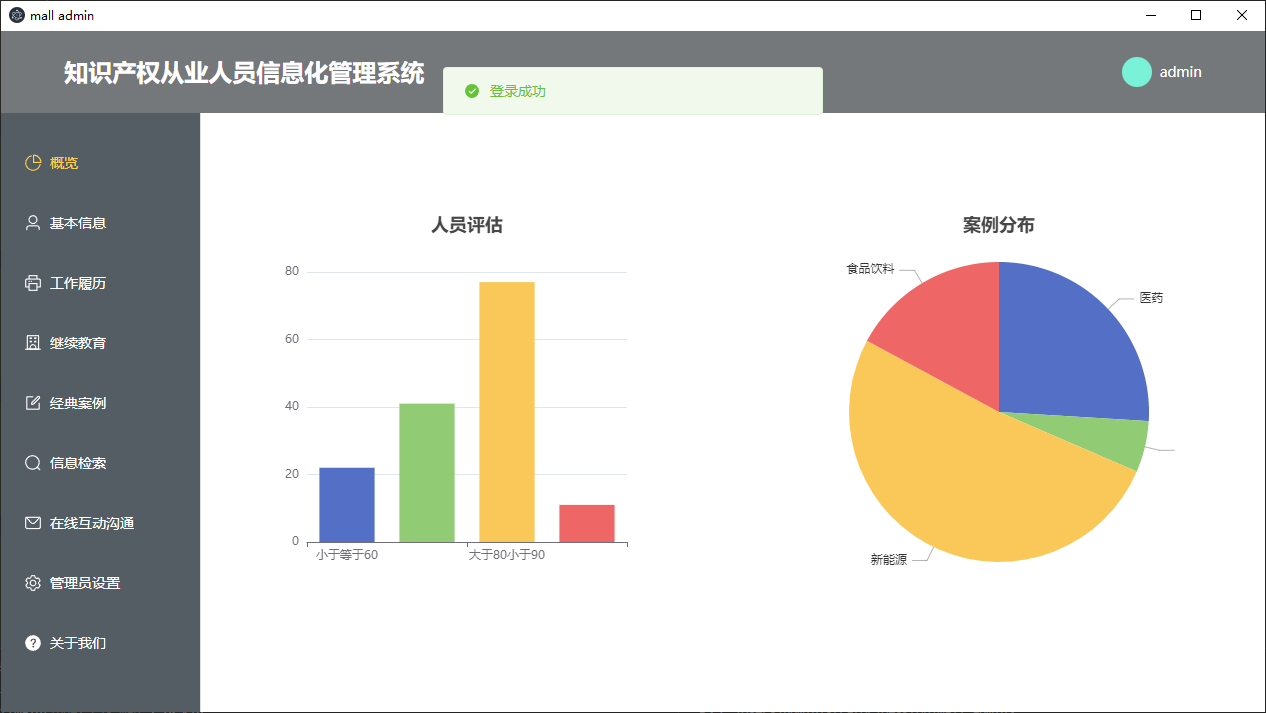 mall admin
知识产权从业人员信息化管理系统
登录成功
admin
概览
基本信息
工作履历
继续教育
经典案例
信息检索
在线互动沟通
管理员设置
关于我们
人员评估
80
60
40
20
0
小于等于60
大于80小于90
案例分布
食品饮料
医药
新能源